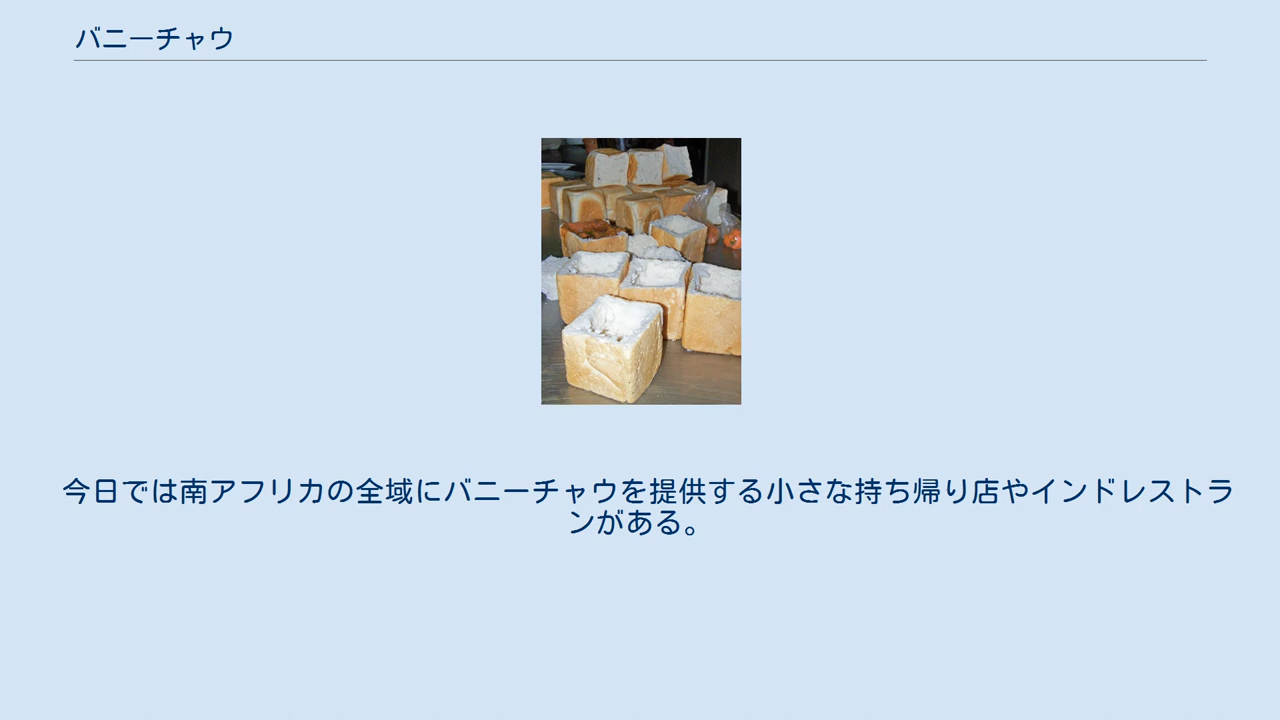 バニーチャウ
今日では南アフリカの全域にバニーチャウを提供する小さな持ち帰り店やインドレストラ
ンがある。